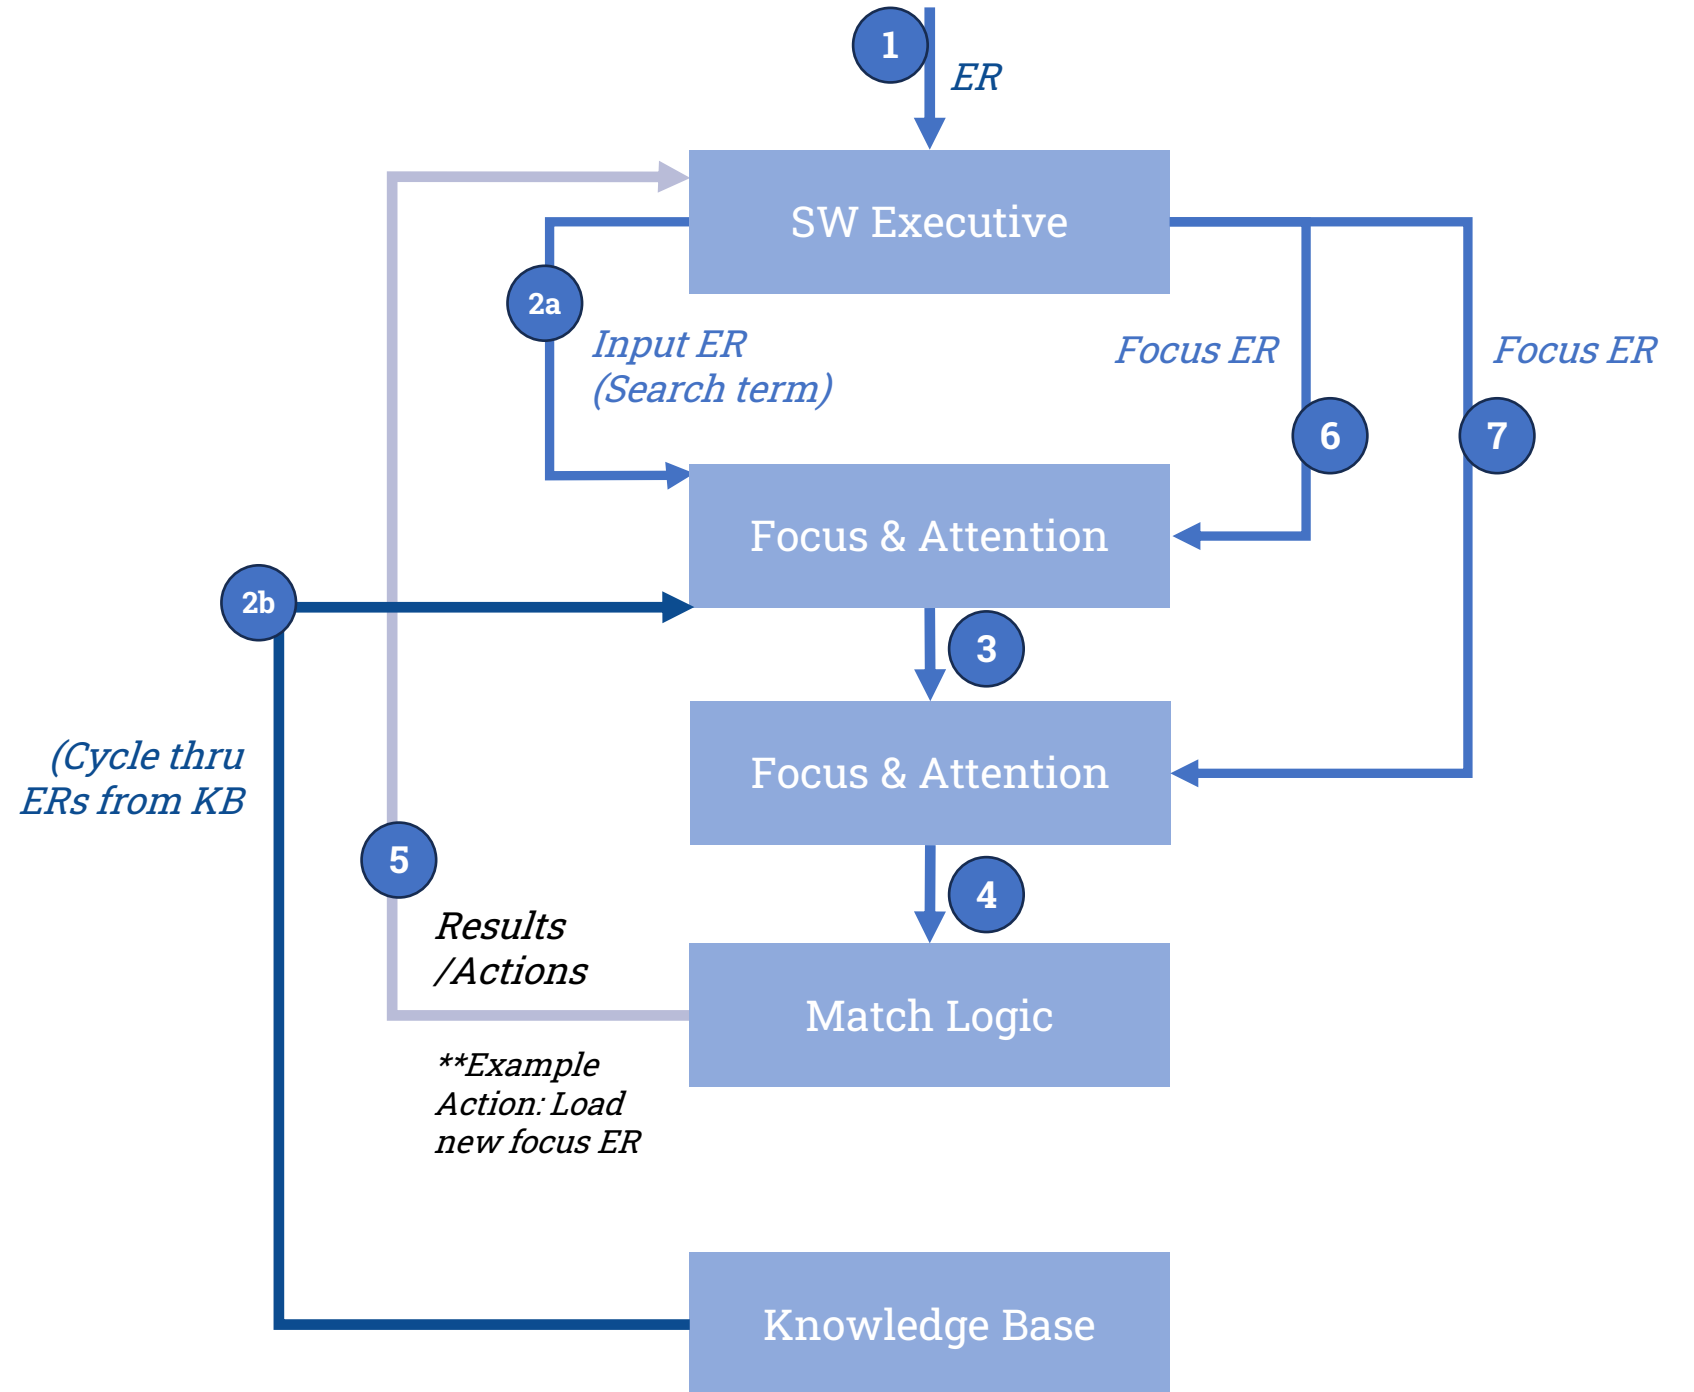 1
ER
SW Executive
2a
Input ER
(Search term)
Focus ER
Focus ER
6
7
Focus & Attention
2b
3
Focus & Attention
(Cycle thru
ERs from KB
5
4
Results
/Actions
Match Logic
**Example
Action: Load
new focus ER
Knowledge Base